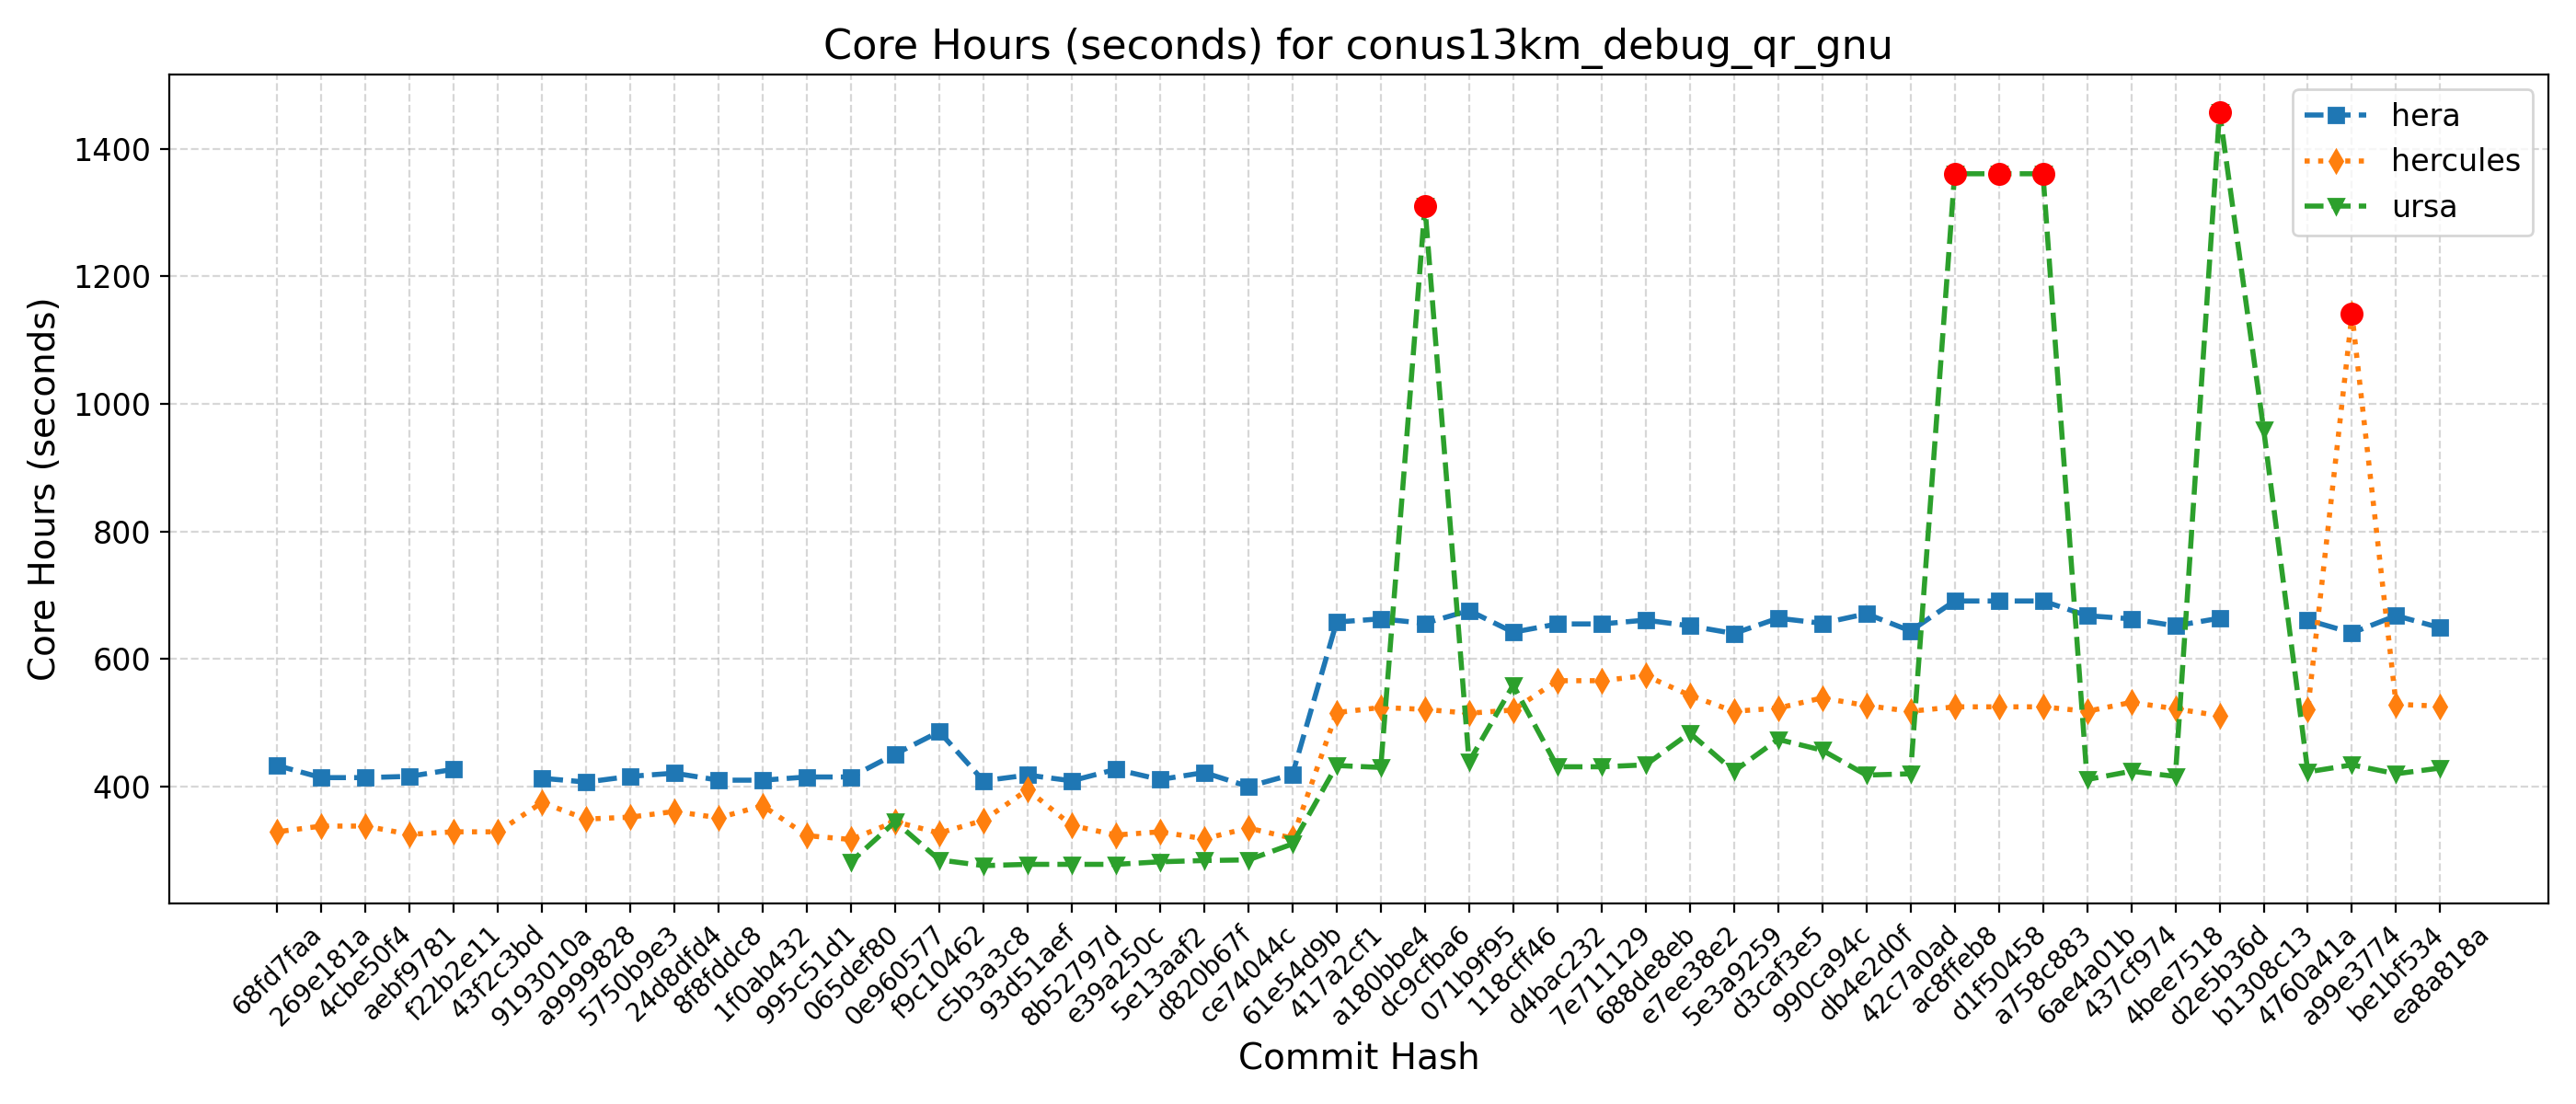 Core Hours (seconds) for conus13km_debug_qr_gnu
Core Hours (seconds)
1400
1200
1000
800
600
400
hera
hercules
ursa
68fd7faa
269e181a
4cbe50f4
aebf9781
f22b2e11
43f2c3bd
9193010a
a9999828
5750b9e3
24d8dfd4
8f8fddc8
1f0ab432
995c51d1
065def80
0e960577
f9c10462
c5b3a3c8
93d51aef
8b52797d
e39a250c
5e13aaf2
d820b67f
ce74044c
61e54d9b
417a2cf1
a180bbe4
dc9cfba6
071b9f95
118cff46
d4bac232
7e711129
688de8eb
e7ee38e2
5e3a9259
d3caf3e5
990ca94c
db4e2d0f
42c7a0ad
ac8ffeb8
d1f50458
a758c883
6ae4a01b
437cf974
4bee7518
d2e5b36d
b1308c13
4760a41a
a99e3774
be1bf534
ea8a818a
Commit Hash